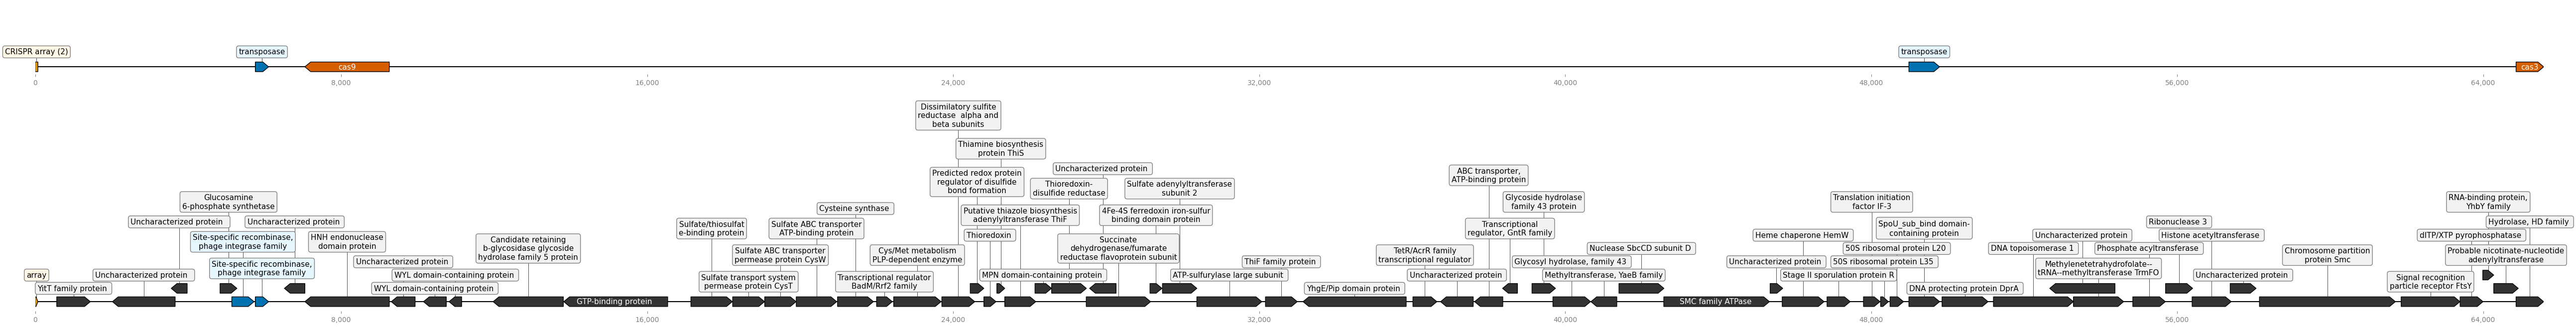 CRISPR array (2)
transposase
transposase
cas9
cas3
0
8,000
16,000
24,000
32,000
40,000
48,000
56,000
64,000
Dissimilatory sulfite
reductase alpha and
beta subunits
Thiamine biosynthesis
protein ThiS
Uncharacterized protein
ABC transporter,
ATP-binding protein
Predicted redox protein
regulator of disulfide
bond formation
Thioredoxin-
disulfide reductase
Sulfate adenylyltransferase
subunit 2
Glucosamine
6-phosphate synthetase
Glycoside hydrolase
family 43 protein
Translation initiation
factor IF-3
RNA-binding protein,
YhbY family
Cysteine synthase
Putative thiazole biosynthesis
adenylyltransferase ThiF
4Fe-4S ferredoxin iron-sulfur
binding domain protein
Uncharacterized protein
Uncharacterized protein
Sulfate/thiosulfat
e-binding protein
Sulfate ABC transporter
ATP-binding protein
Transcriptional
regulator, GntR family
SpoU_sub_bind domain-
containing protein
Ribonuclease 3
Hydrolase, HD family
Site-specific recombinase,
phage integrase family
HNH endonuclease
domain protein
Candidate retaining
b-glycosidase glycoside
hydrolase family 5 protein
Thioredoxin
Succinate
dehydrogenase/fumarate
reductase flavoprotein subunit
Heme chaperone HemW
Uncharacterized protein
Histone acetyltransferase
dITP/XTP pyrophosphatase
Sulfate ABC transporter
permease protein CysW
Cys/Met metabolism
PLP-dependent enzyme
TetR/AcrR family
transcriptional regulator
Nuclease SbcCD subunit D
50S ribosomal protein L20
DNA topoisomerase 1
Phosphate acyltransferase
Chromosome partition
protein Smc
Probable nicotinate-nucleotide
adenylyltransferase
Site-specific recombinase,
phage integrase family
Uncharacterized protein
ThiF family protein
Glycosyl hydrolase, family 43
Uncharacterized protein
50S ribosomal protein L35
Methylenetetrahydrofolate--
tRNA--methyltransferase TrmFO
array
Uncharacterized protein
WYL domain-containing protein
Sulfate transport system
permease protein CysT
Transcriptional regulator
BadM/Rrf2 family
MPN domain-containing protein
ATP-sulfurylase large subunit
Uncharacterized protein
Methyltransferase, YaeB family
Stage II sporulation protein R
Uncharacterized protein
Signal recognition
particle receptor FtsY
YitT family protein
WYL domain-containing protein
YhgE/Pip domain protein
DNA protecting protein DprA
GTP-binding protein
SMC family ATPase
0
8,000
16,000
24,000
32,000
40,000
48,000
56,000
64,000